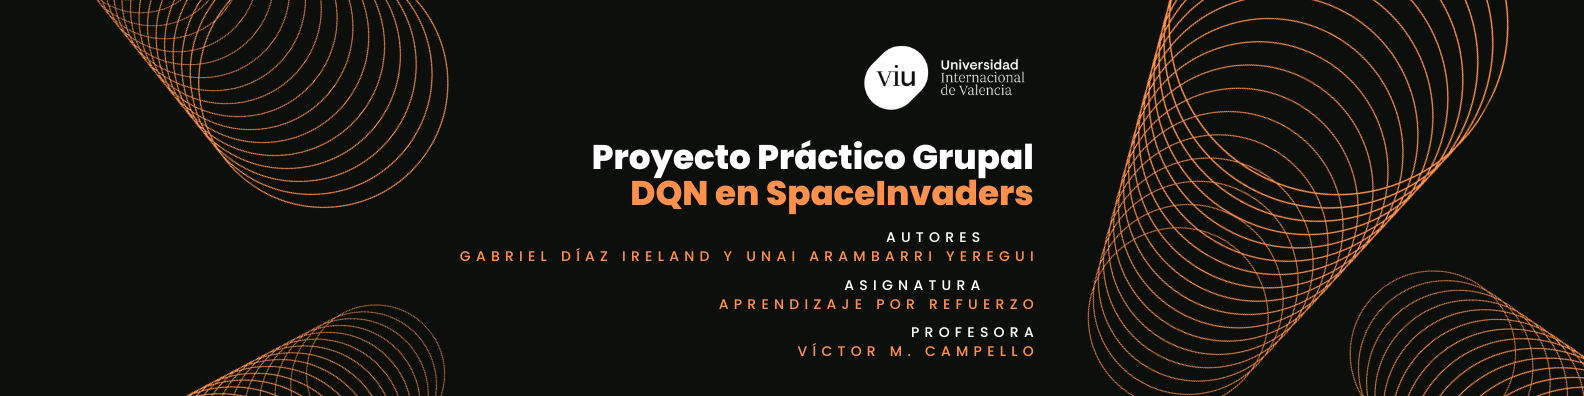 viu
Universidad
Internacional
de Valencia
Proyecto Práctico Grupal
DQN en SpaceInvaders
AUTORES
GABRIEL DÍAZ IRELAND Y UNAI ARAMBARRI YEREGUI
ASIGNATURA
APRENDIZAJE POR REFUERZO
PROFESORA
VÍCTOR M. CAMPELLO